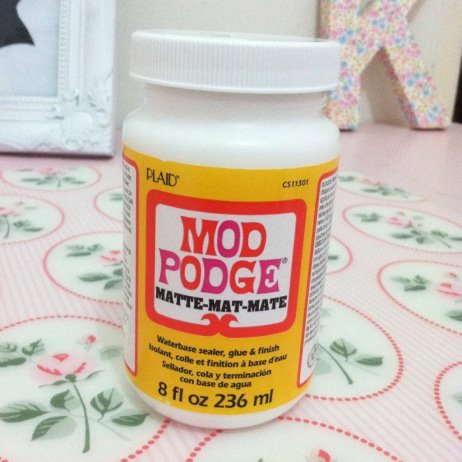 PLAID®
CS11301
MOD
PODGE®
MATTE-MAT-MATE
Waterbase sealer, glue & finish
Isolant, colle et finition à base d'eau
Sellador, cola y terminación
con base de agua
8 fl oz 236 ml
K